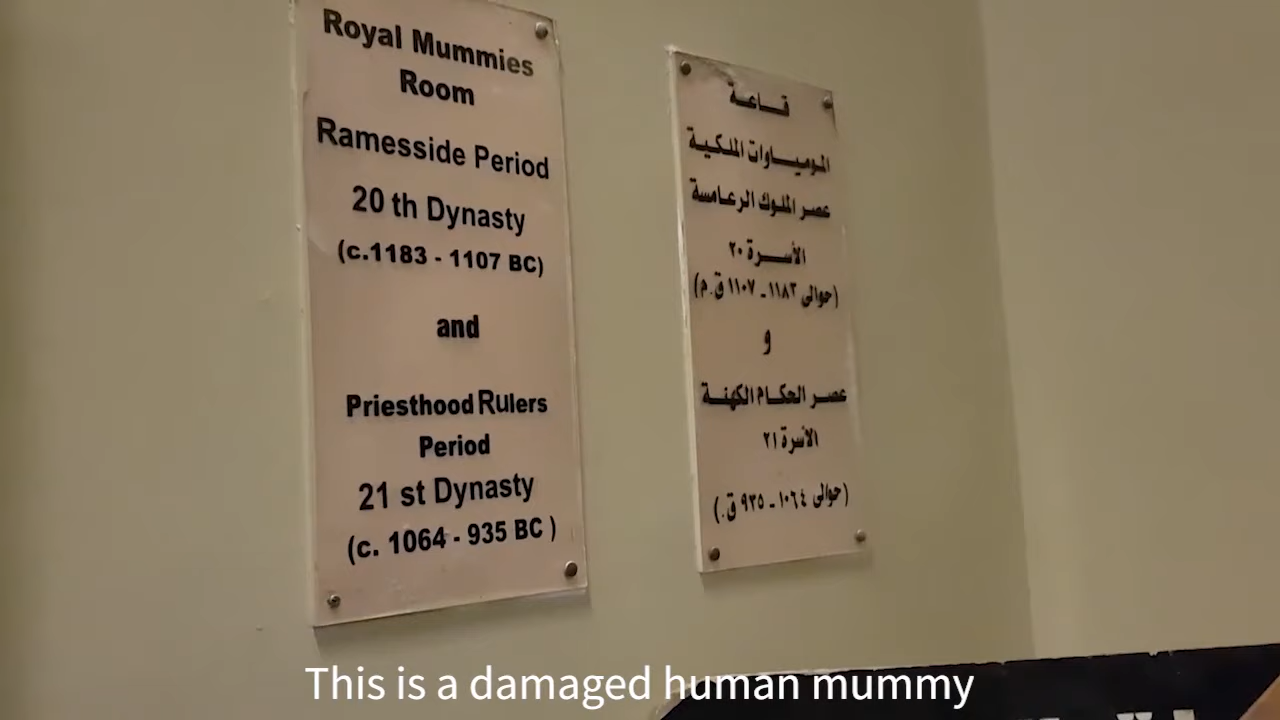 Royal Mummies
Room
Ramesside Period
20 th Dynasty
(c.1183 - 1107 BC)
and
Priesthood Rulers
Period
21 st Dynasty
(c. 1064 - 935 BC )
قاعة
المومياوات الملكية
عصر الملوك الرعامسة
الأسرة ٢٠
(حوالى ١١٨٣ - ١١٠٧ ق.م)
و
عصر الحكام الكهنة
الأسرة ٢١
(حوالى ١٠٦٤ - ٩٣٥ ق.)
This is a damaged human mummy